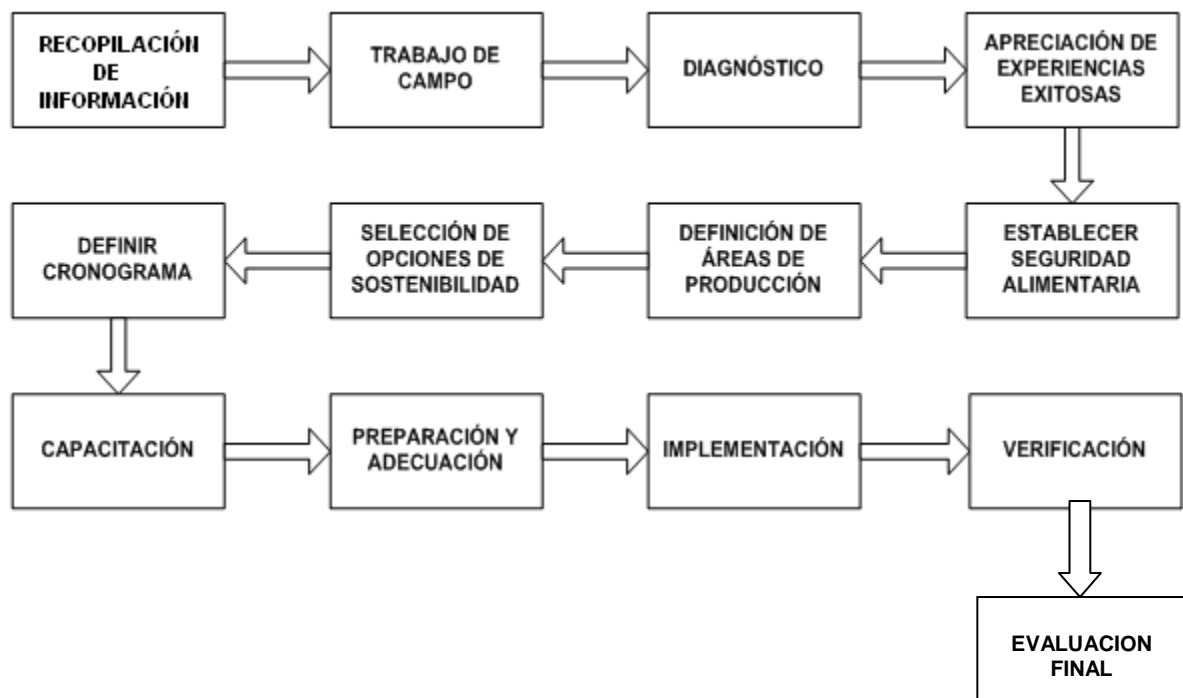 RECOPILACIÓN
DE
INFORMACIÓN
TRABAJO DE
CAMPO
DIAGNÓSTICO
APRECIACIÓN DE
EXPERIENCIAS
EXITOSAS
ESTABLECER
SEGURIDAD
ALIMENTARIA
DEFINICIÓN DE
ÁREAS DE
PRODUCCIÓN
SELECCIÓN DE
OPCIONES DE
SOSTENIBILIDAD
DEFINIR
CRONOGRAMA
CAPACITACIÓN
PREPARACIÓN Y
ADECUACIÓN
IMPLEMENTACIÓN
VERIFICACIÓN
EVALUACION
FINAL